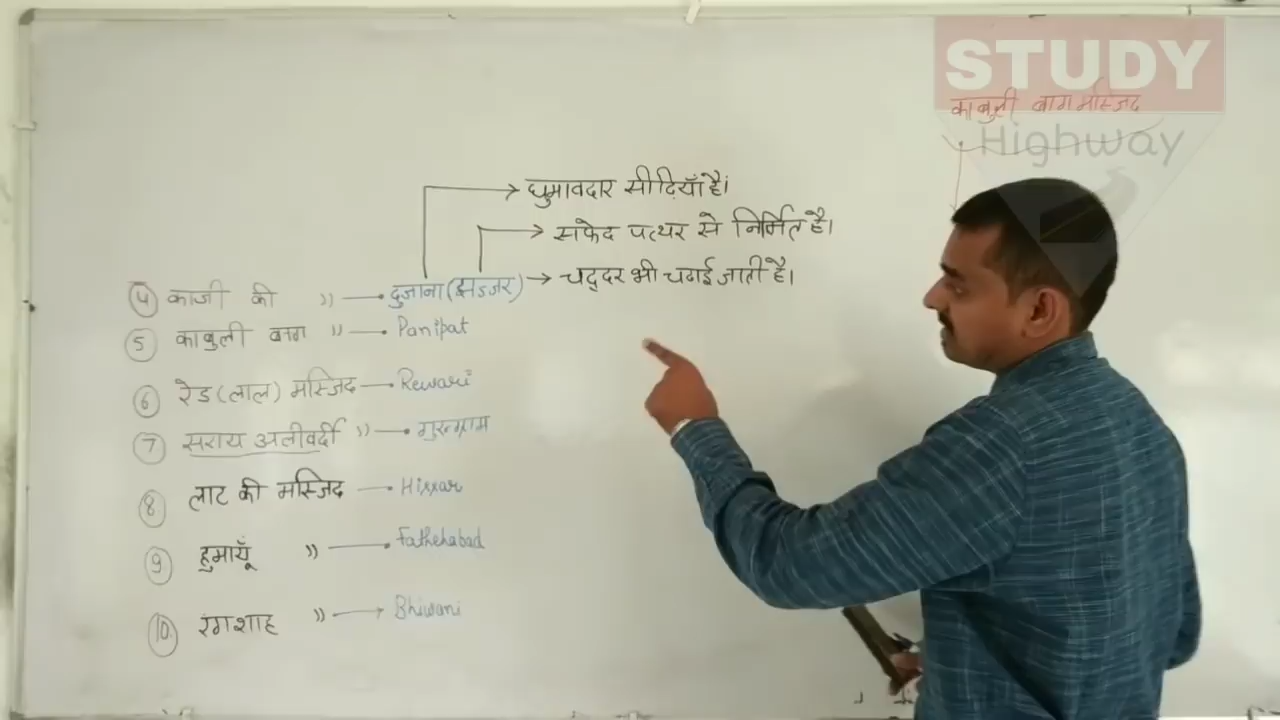 STUDY
Highway
काबुली बाग मस्जिद
घुमावदार सीढ़ियाँ है।
सफेद पत्थर से निर्मित है।
④ काजी की 〃 दुजाना (झज्जर) → चद्दर भी चढाई जाती है।
⑤ काबुली बाग 〃 Panipat
⑥ रेड (लाल) मस्जिद Rewari
⑦ सराय अलीवर्दी 〃 गुरुग्राम
⑧ लाट की मस्जिद Hissar
⑨ हुमायूँ 〃 Fathehabad
⑩ रंगशाह 〃 → Bhiwani